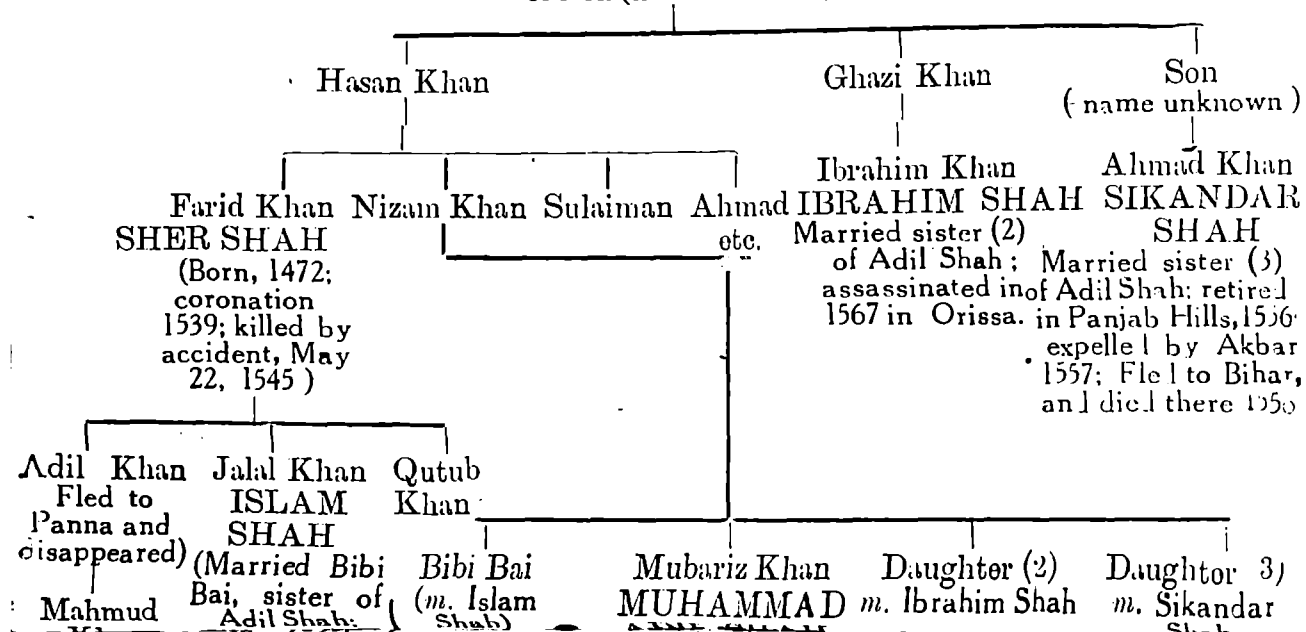 Hasan Khan
Ghazi Khan
Son
( name unknown )
Farid Khan
SHER SHAH
(Born, 1472;
coronation
1539; killed by
accident, May
22, 1545 )
Nizam Khan
Sulaiman
Ahmad
etc.
Ibrahim Khan
IBRAHIM SHAH
Married sister (2)
of Adil Shah ;
assassinated in
1567 in Orissa.
Ahmad Khan
SIKANDAR
SHAH
Married sister (3)
of Adil Shah; retired
in Panjab Hills,
expelled by Akbar
1557; Fled to Bihar,
and died there
Adil Khan
Fled to
Panna and
disappeared)
Mahmud
Jalal Khan
ISLAM
SHAH
(Married Bibi
Bai, sister of
Adil Shah;
Qutub
Khan
Bibi Bai
(m. Islam
Shah)
Mubariz Khan
MUHAMMAD
Daughter (2)
m. Ibrahim Shah
Daughter 3)
m. Sikandar